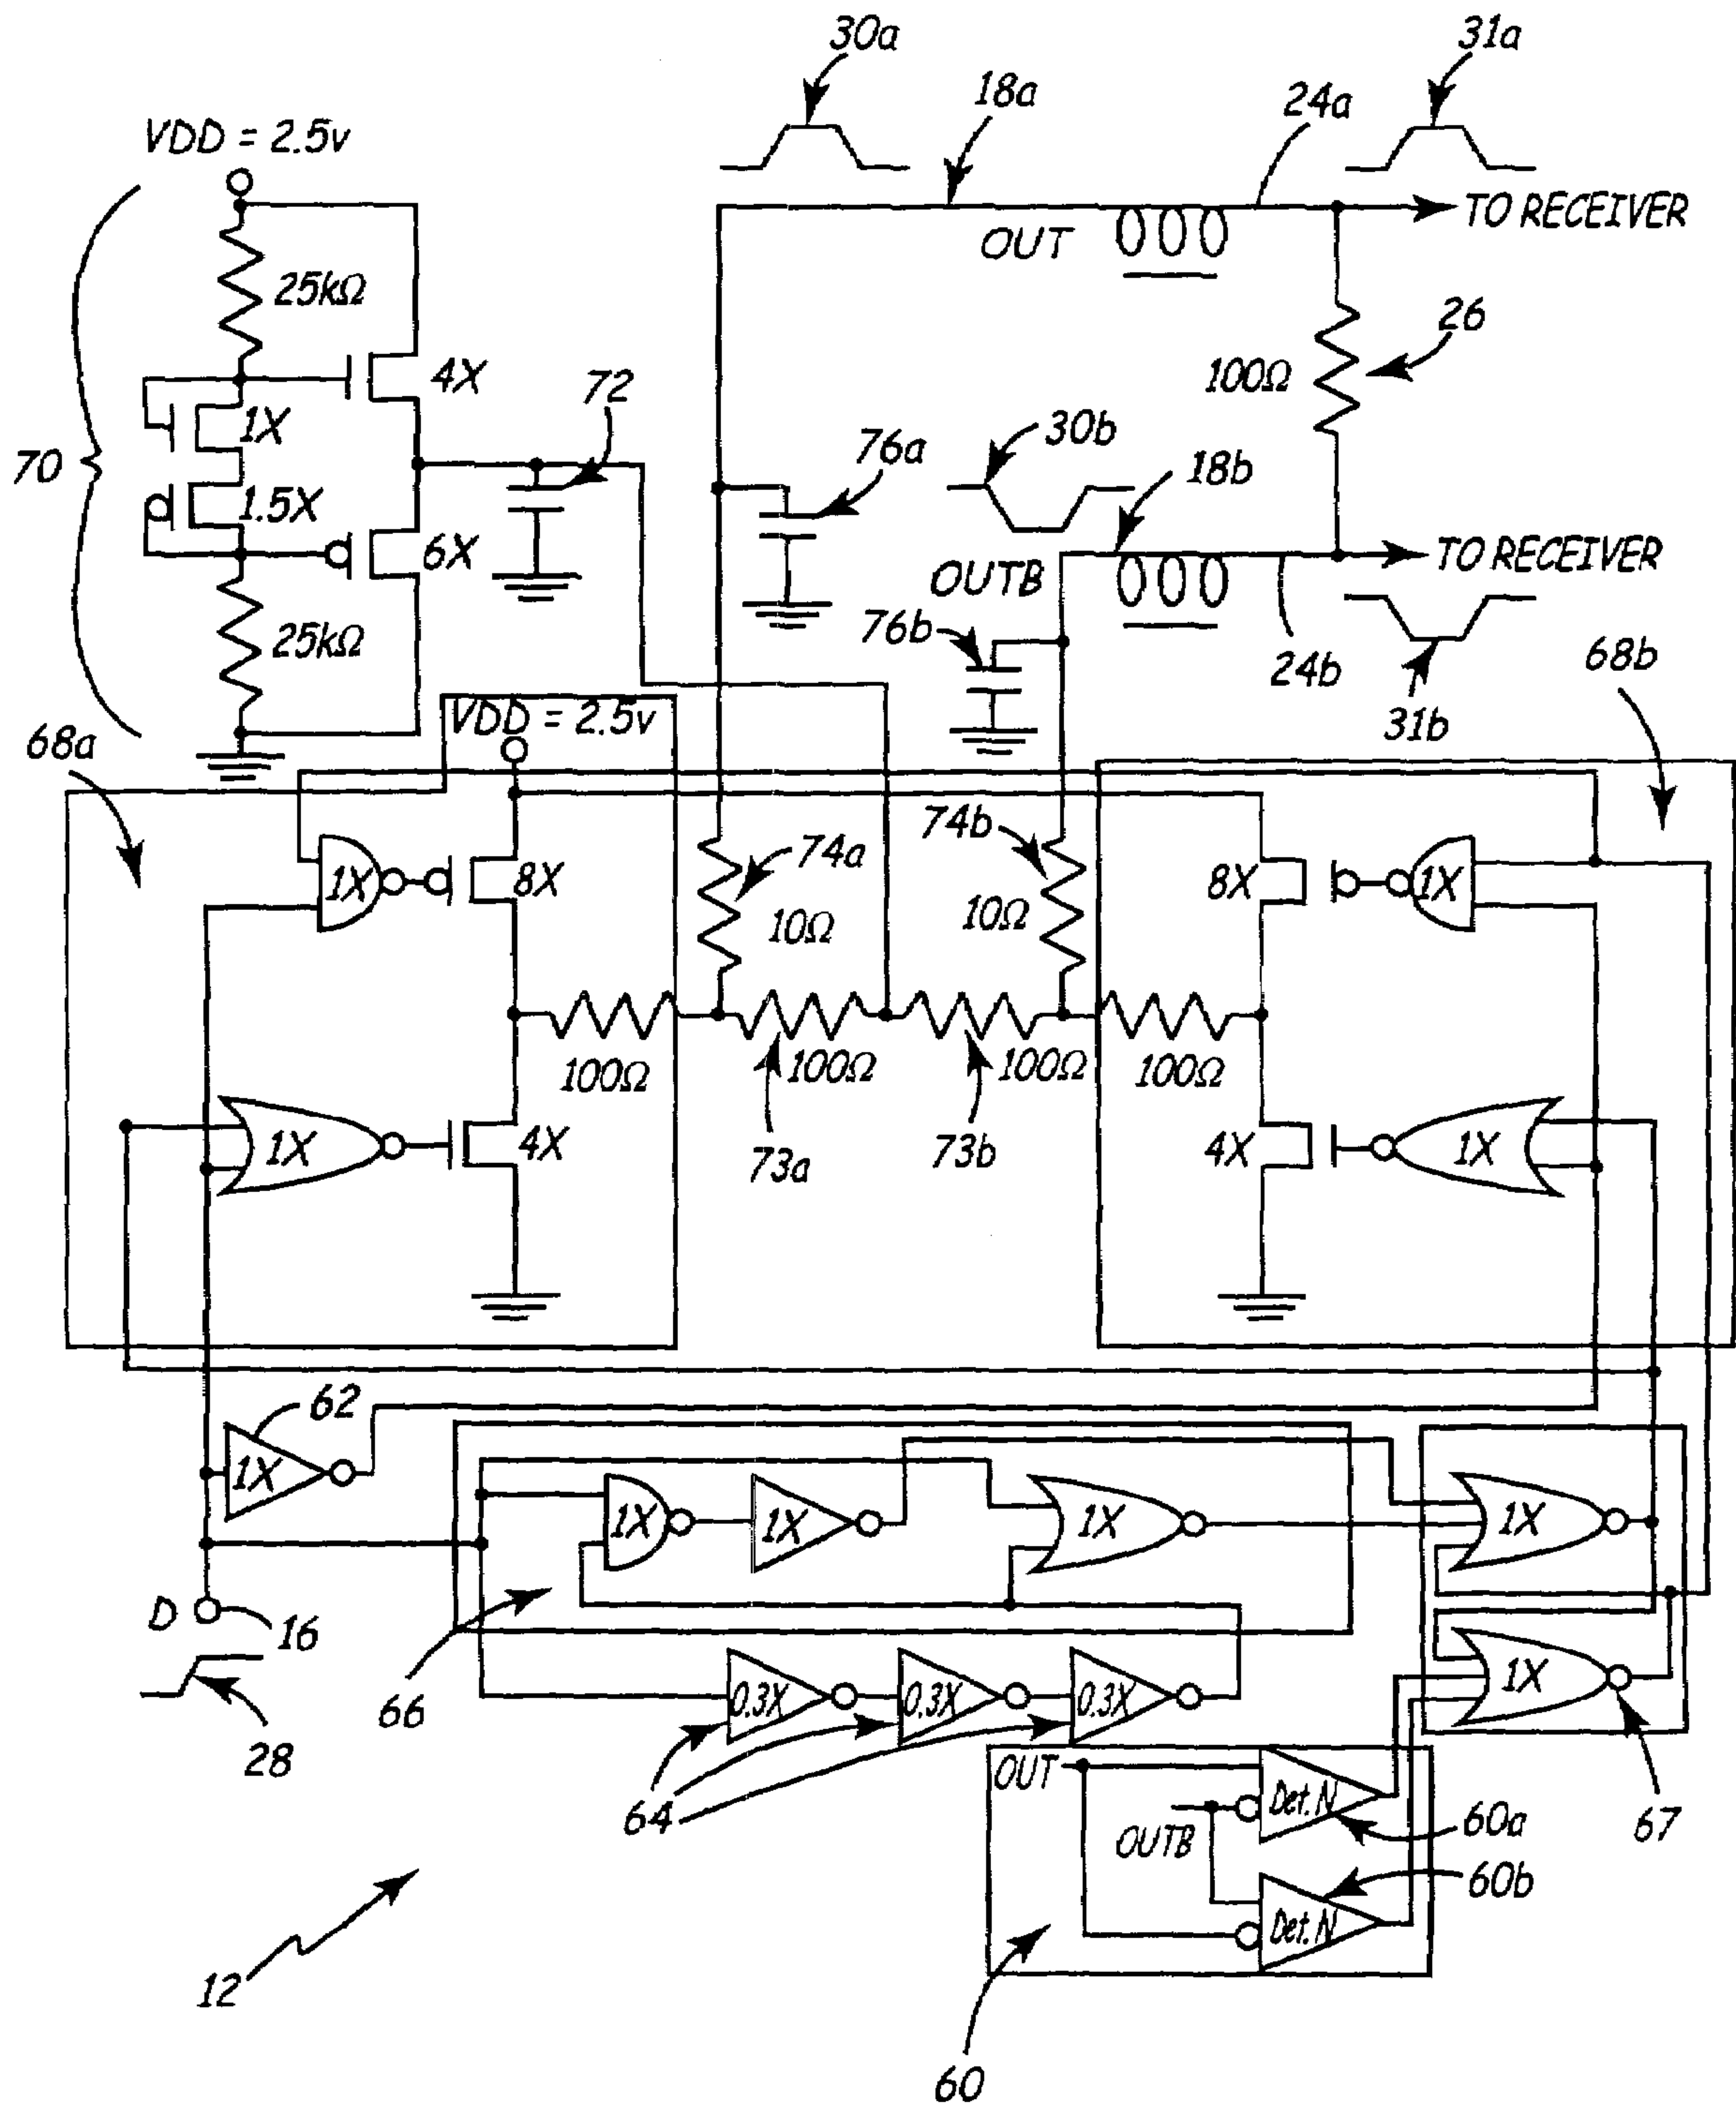 30a
31a
18a
24a
VDD = 2.5v
TO RECEIVER
OUT
25kΩ
26
4X
72
100Ω
1X
30b
76a
18b
70
1.5X
6X
TO RECEIVER
OUTB
25kΩ
76b
68b
24b
31b
68a
VDD = 2.5v
74b
74a
1X
8X
8X
1X
10Ω
10Ω
100Ω
100Ω
100Ω
100Ω
1X
4X
4X
1X
73a
73b
62
1X
1X
1X
1X
1X
D
16
66
0.3X
0.3X
0.3X
1X
28
64
OUT
Det. N
60a
67
OUTB
60b
Det. N
12
60